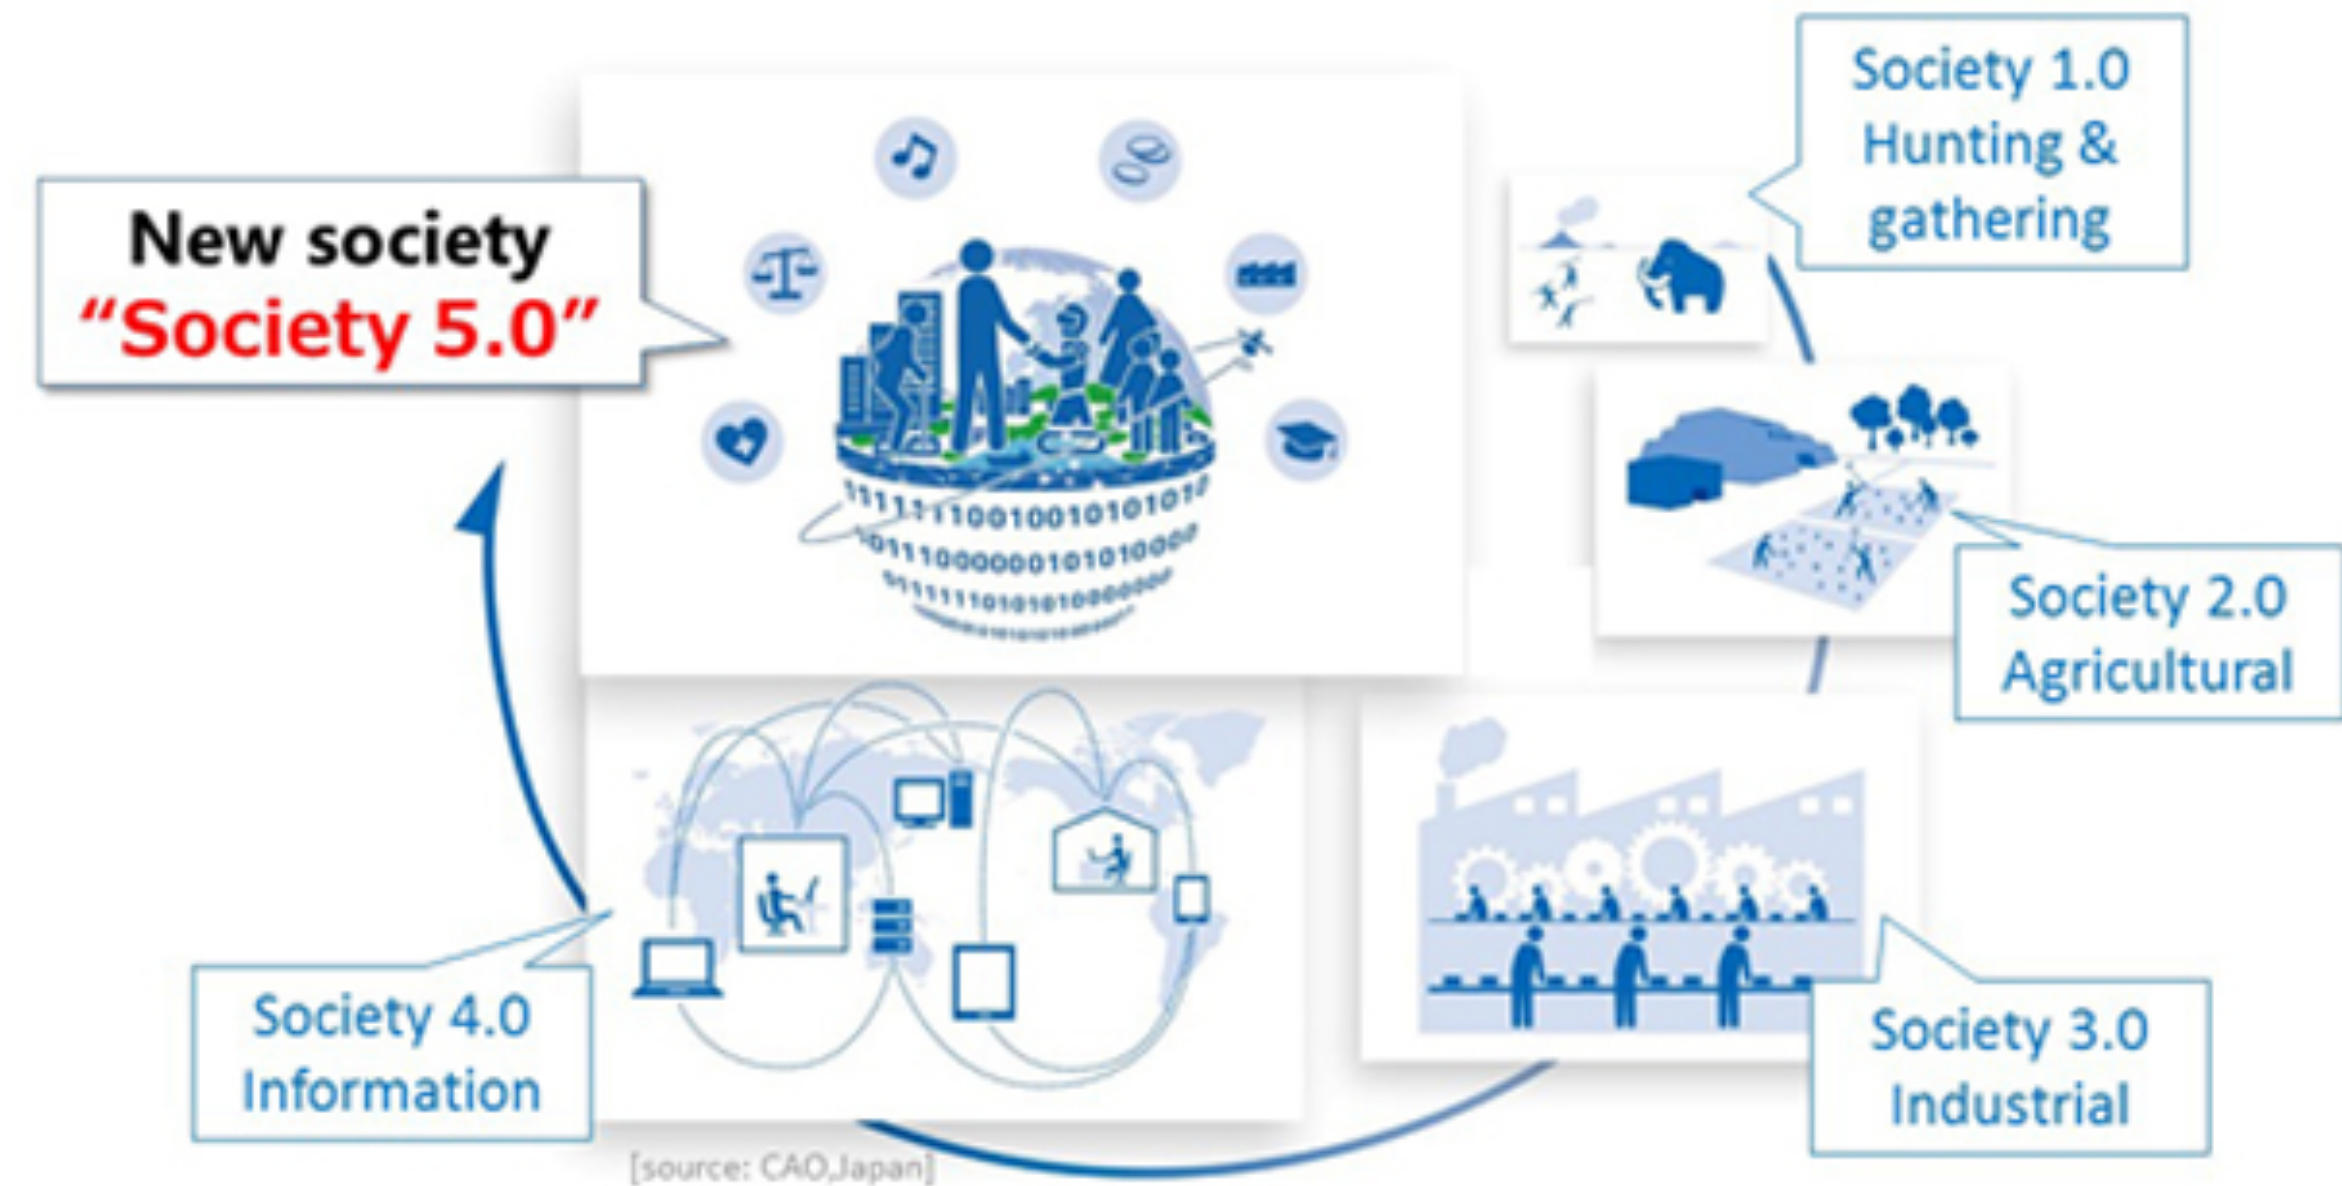 New society
“Society 5.0”
Society 1.0
Hunting &
gathering
Society 2.0
Agricultural
Society 3.0
Industrial
Society 4.0
Information
[source: CAO,Japan]